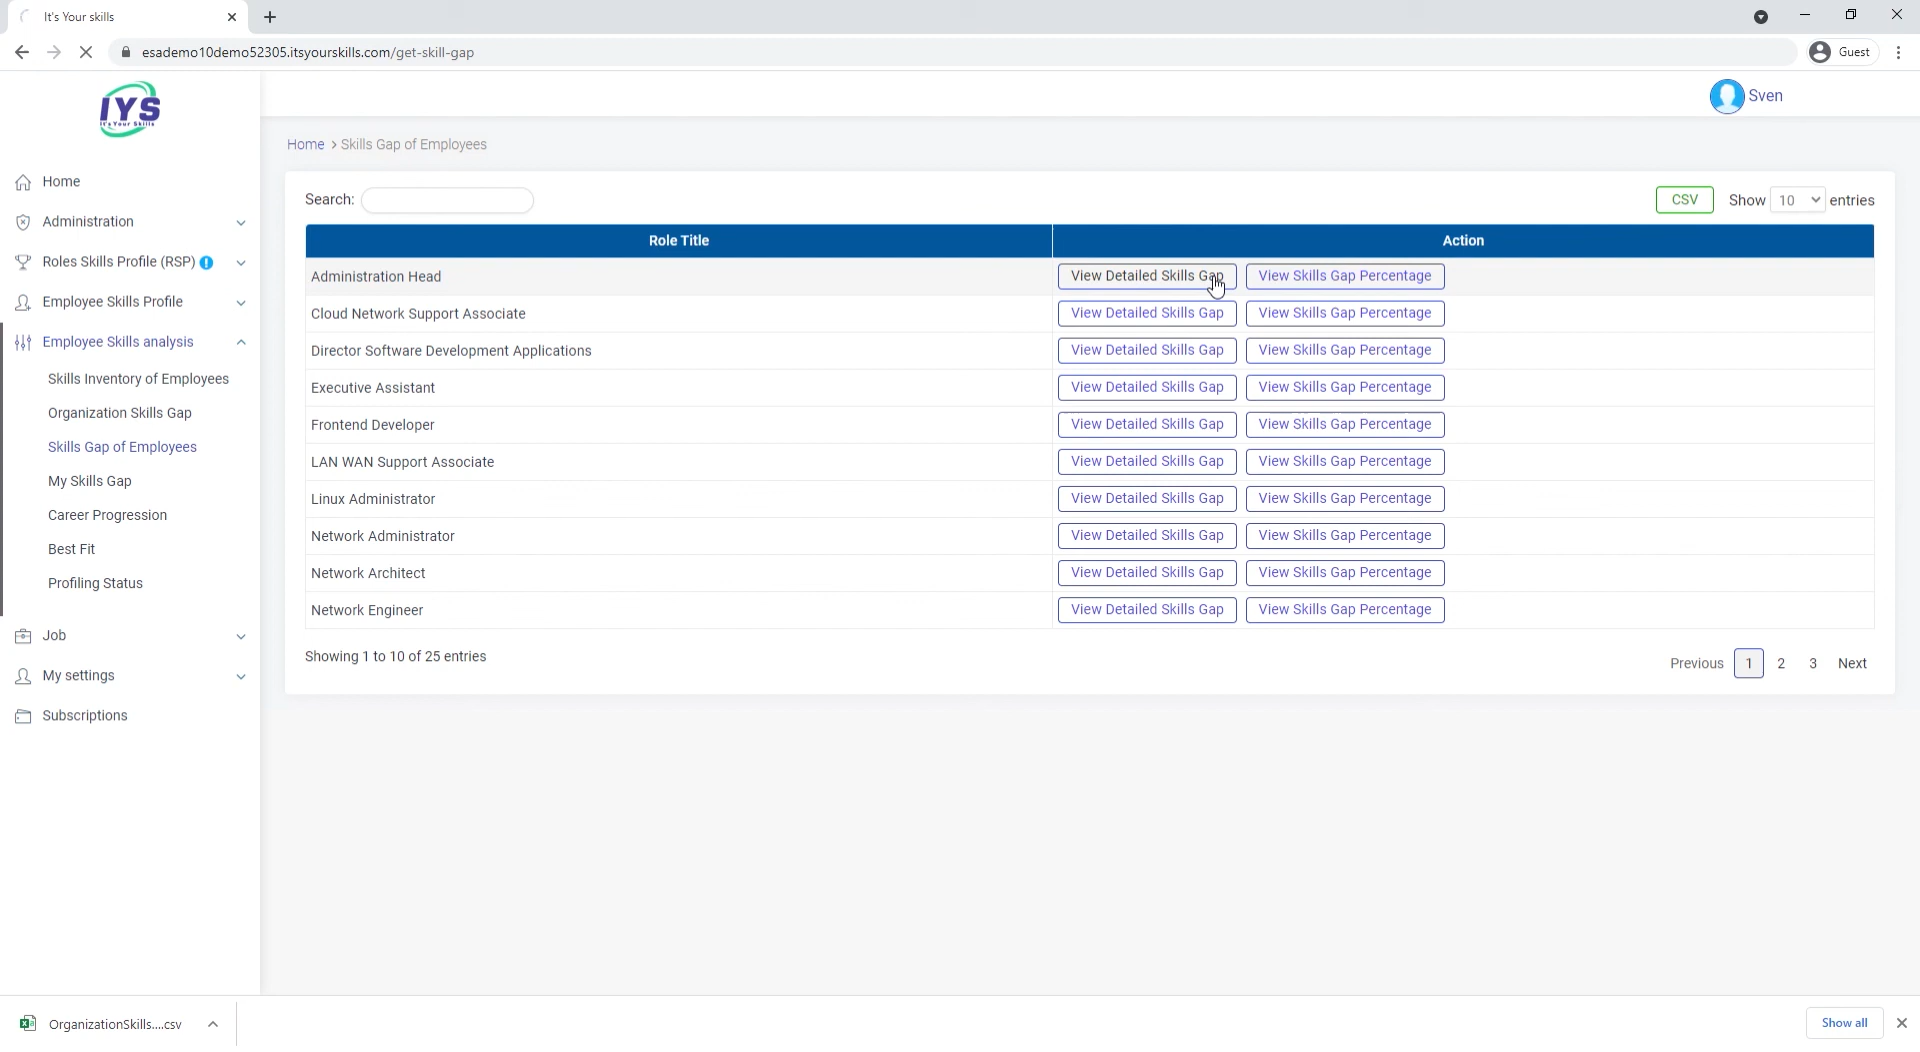 It's Your skills
esademo10demo52305.itsyourskills.com/get-skill-gap
Guest
IYS
It's Your Skills
Sven
Home > Skills Gap of Employees
Home
Administration
Roles Skills Profile (RSP)
Employee Skills Profile
Employee Skills analysis
Skills Inventory of Employees
Organization Skills Gap
Skills Gap of Employees
My Skills Gap
Career Progression
Best Fit
Profiling Status
Job
My settings
Subscriptions
Search:
CSV Show 10 entries
Role Title Action
Administration Head View Detailed Skills Gap View Skills Gap Percentage
Cloud Network Support Associate View Detailed Skills Gap View Skills Gap Percentage
Director Software Development Applications View Detailed Skills Gap View Skills Gap Percentage
Executive Assistant View Detailed Skills Gap View Skills Gap Percentage
Frontend Developer View Detailed Skills Gap View Skills Gap Percentage
LAN WAN Support Associate View Detailed Skills Gap View Skills Gap Percentage
Linux Administrator View Detailed Skills Gap View Skills Gap Percentage
Network Administrator View Detailed Skills Gap View Skills Gap Percentage
Network Architect View Detailed Skills Gap View Skills Gap Percentage
Network Engineer View Detailed Skills Gap View Skills Gap Percentage
Showing 1 to 10 of 25 entries
Previous 1 2 3 Next
OrganizationSkills....csv
Show all